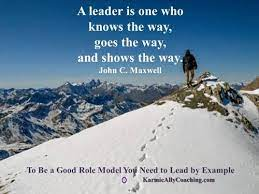 A leader is one who
knows the way,
goes the way,
and shows the way.
John C. Maxwell
To Be a Good Role Model You Need to Lead by Example
KarmicAllyCoaching.com